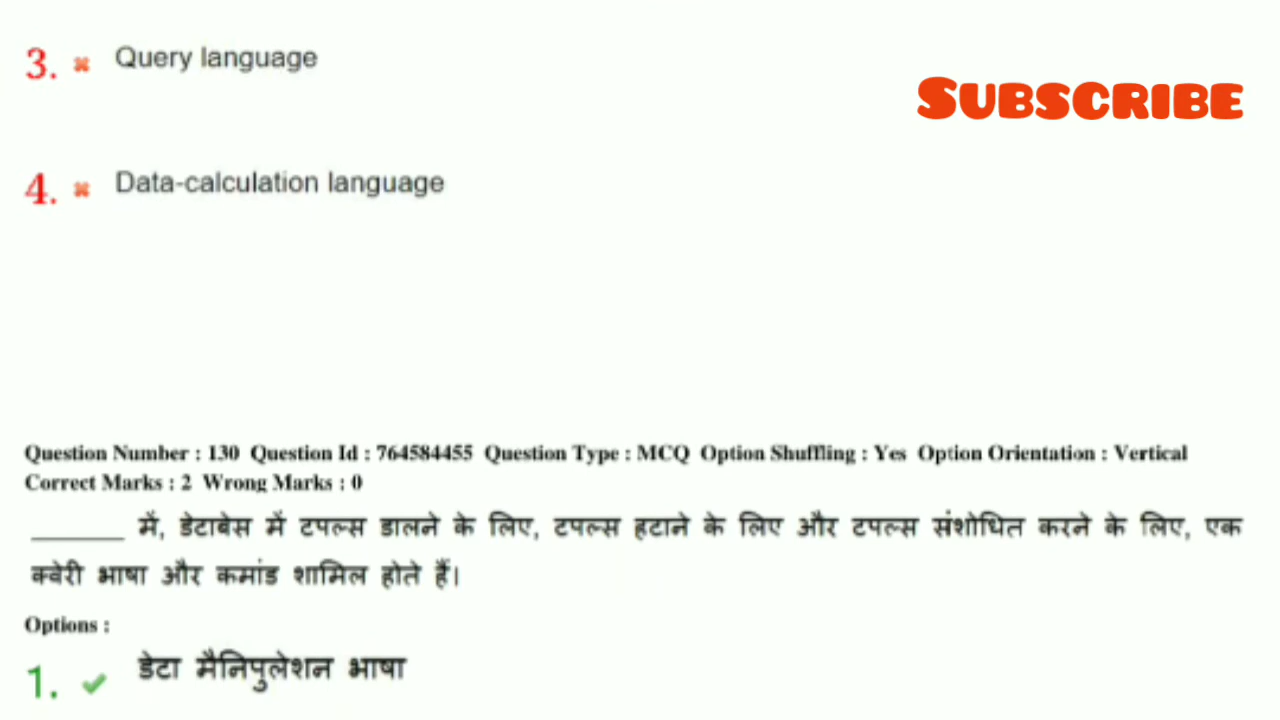 3. Query language
SUBSCRIBE
4. Data-calculation language
Question Number : 130 Question Id : 764584455 Question Type : MCQ Option Shuffling : Yes Option Orientation : Vertical
Correct Marks : 2 Wrong Marks : 0
______ में, डेटाबेस में टपल्स डालने के लिए, टपल्स हटाने के लिए और टपल्स संशोधित करने के लिए, एक
क्वेरी भाषा और कमांड शामिल होते हैं।
Options :
1. डेटा मैनिपुलेशन भाषा